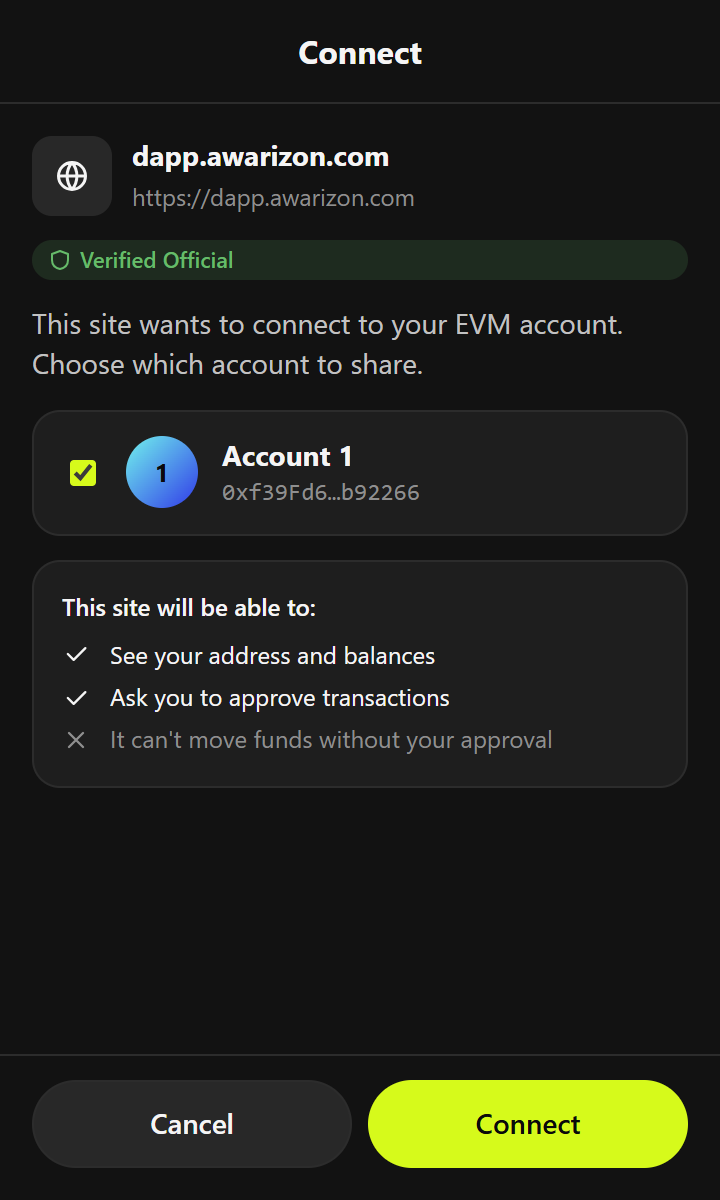 Connect
dapp.awarizon.com
https://dapp.awarizon.com
Verified Official
This site wants to connect to your EVM account.
Choose which account to share.
1
Account 1
0xf39Fd6…b92266
This site will be able to:
See your address and balances
Ask you to approve transactions
It can't move funds without your approval
Cancel
Connect